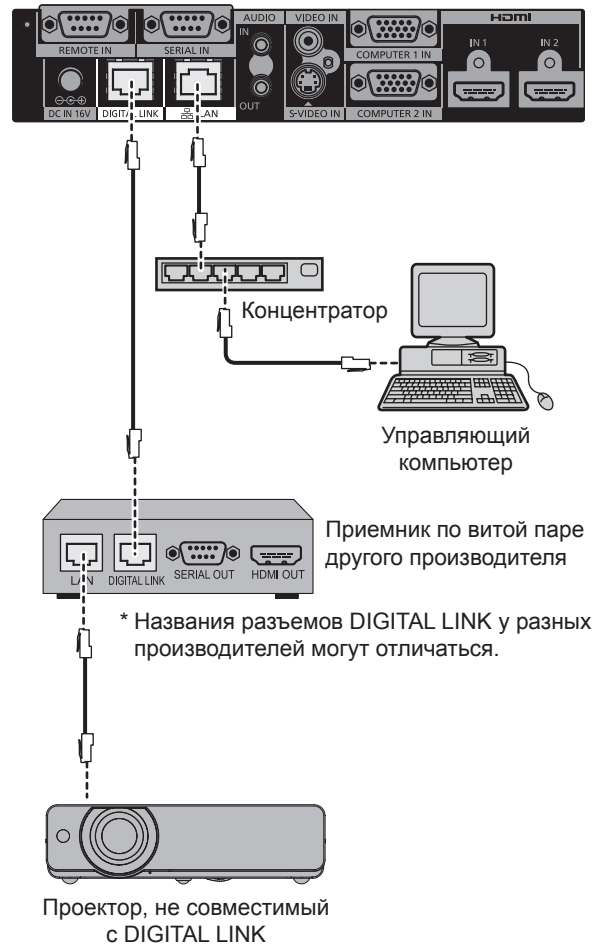 AUDIO
VIDEO IN
HDMI
IN
IN 1
IN 2
REMOTE IN
SERIAL IN
COMPUTER 1 IN
OUT
DC IN 16V
DIGITAL LINK
LAN
S-VIDEO IN
COMPUTER 2 IN
Концентратор
Управляющий
компьютер
Приемник по витой паре
другого производителя
LAN
DIGITAL LINK
SERIAL OUT
HDMI OUT
* Названия разъемов DIGITAL LINK у разных
производителей могут отличаться.
Проектор, не совместимый
с DIGITAL LINK